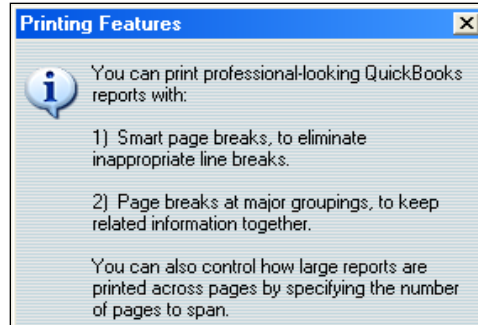 Printing Features
You can print professional-looking QuickBooks
reports with:
1) Smart page breaks, to eliminate
inappropriate line breaks.
2) Page breaks at major groupings, to keep
related information together.
You can also control how large reports are
printed across pages by specifying the number
of pages to span.